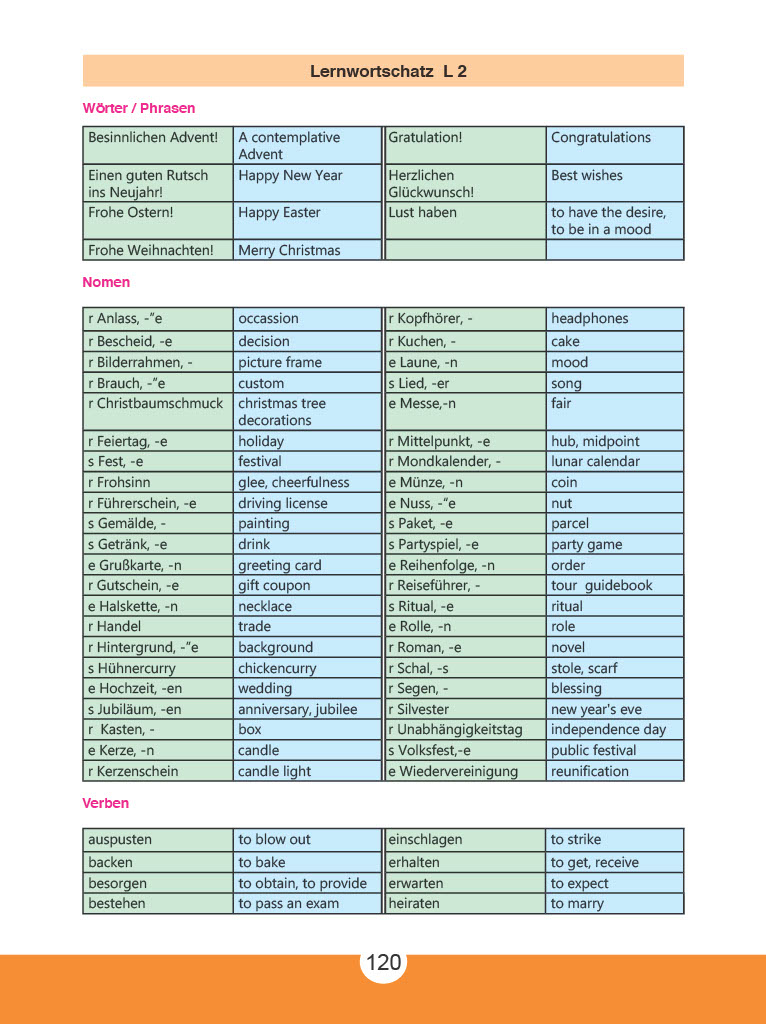 Lernwortschatz L 2
Wörter / Phrasen
Besinnlichen Advent! A contemplative Advent Gratulation! Congratulations
Einen guten Rutsch ins Neujahr! Happy New Year Herzlichen Glückwunsch! Best wishes
Frohe Ostern! Happy Easter Lust haben to have the desire, to be in a mood
Frohe Weihnachten! Merry Christmas
Nomen
r Anlass, -"e occassion r Kopfhörer, - headphones
r Bescheid, -e decision r Kuchen, - cake
r Bilderrahmen, - picture frame e Laune, -n mood
r Brauch, -"e custom s Lied, -er song
r Christbaumschmuck christmas tree decorations e Messe,-n fair
r Feiertag, -e holiday r Mittelpunkt, -e hub, midpoint
s Fest, -e festival r Mondkalender, - lunar calendar
r Frohsinn glee, cheerfulness e Münze, -n coin
r Führerschein, -e driving license e Nuss, -"e nut
s Gemälde, - painting s Paket, -e parcel
s Getränk, -e drink s Partyspiel, -e party game
e Grußkarte, -n greeting card e Reihenfolge, -n order
r Gutschein, -e gift coupon r Reiseführer, - tour guidebook
e Halskette, -n necklace s Ritual, -e ritual
r Handel trade e Rolle, -n role
r Hintergrund, -"e background r Roman, -e novel
s Hühnercurry chickencurry r Schal, -s stole, scarf
e Hochzeit, -en wedding r Segen, - blessing
s Jubiläum, -en anniversary, jubilee r Silvester new year's eve
r Kasten, - box r Unabhängigkeitstag independence day
e Kerze, -n candle s Volksfest,-e public festival
r Kerzenschein candle light e Wiedervereinigung reunification
Verben
auspusten to blow out einschlagen to strike
backen to bake erhalten to get, receive
besorgen to obtain, to provide erwarten to expect
bestehen to pass an exam heiraten to marry
120